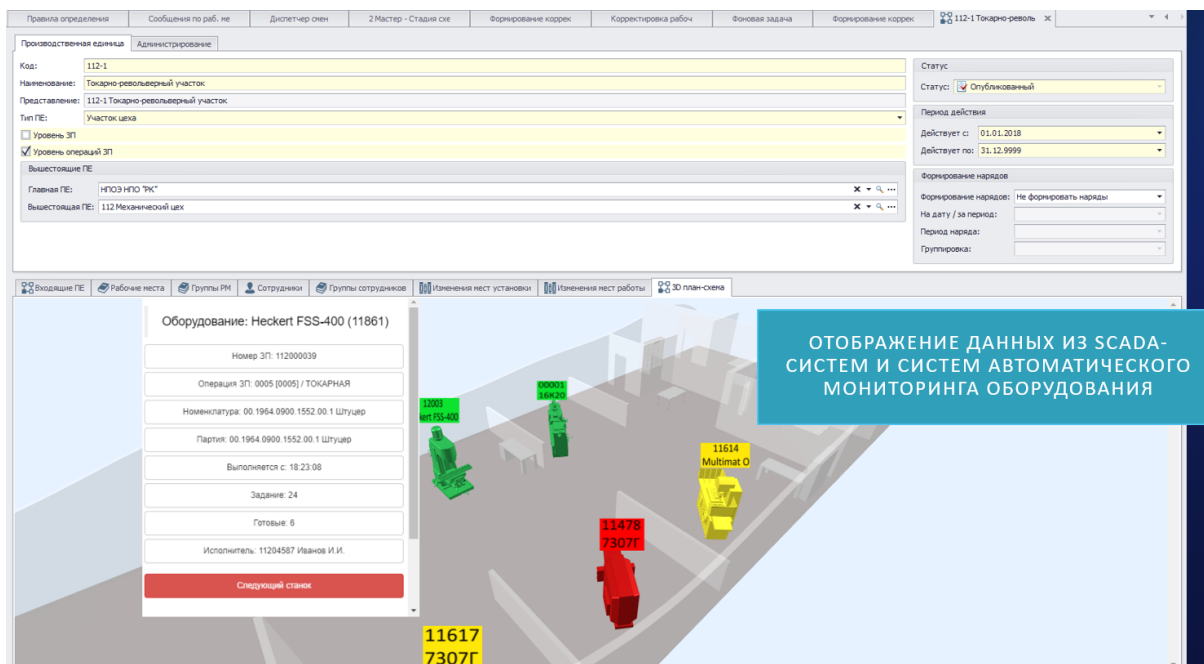 Правила определения
Сообщения по раб. ме
Диспетчер смен
2 Мастер - Стадия схе
Формирование коррек
Корректировка рабоч
Фоновая задача
Формирование коррек
112-1 Токарно-револь
Производственная единица
Администрирование
Код: 112-1
Наименование: Токарно-револьверный участок
Представление: 112-1 Токарно-револьверный участок
Тип ПЕ: Участок цеха
Уровень ЗП
Уровень операций ЗП
Вышестоящие ПЕ
Главная ПЕ: НПОЭ НПО "РК"
Вышестоящая ПЕ: 112 Механический цех
Статус
Статус: Опубликованный
Период действия
Действует с: 01.01.2018
Действует по: 31.12.9999
Формирование нарядов
Формирование нарядов: Не формировать наряды
На дату / за период:
Период наряда:
Группировка:
Входящие ПЕ
Рабочие места
Группы РМ
Сотрудники
Группы сотрудников
Изменения мест установки
Изменения мест работы
3D план-схема
Оборудование: Heckert FSS-400 (11861)
Номер ЗП: 112000039
Операция ЗП: 0005 [0005] / ТОКАРНАЯ
Номенклатура: 00.1964.0900.1552.00.1 Штуцер
Партия: 00.1964.0900.1552.00.1 Штуцер
Выполняется с: 18:23:08
Задание: 24
Готовые: 6
Исполнитель: 11204587 Иванов И.И.
Следующий станок
12003
kert FSS-400
00001
16K20
11614
Multimat O
11478
7307Г
11617
7307Г
ОТОБРАЖЕНИЕ ДАННЫХ ИЗ SCADA-
СИСТЕМ И СИСТЕМ АВТОМАТИЧЕСКОГО
МОНИТОРИНГА ОБОРУДОВАНИЯ